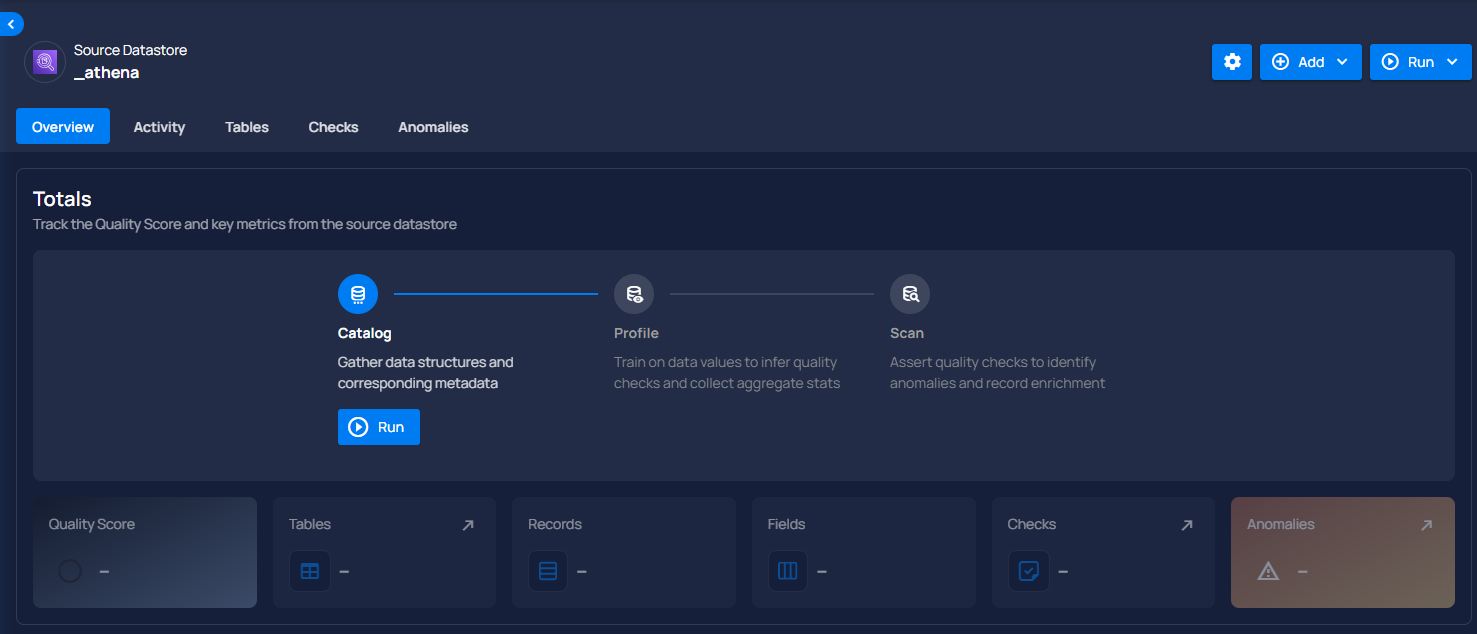 Source Datastore
_athena
Add
Run
Overview
Activity
Tables
Checks
Anomalies
Totals
Track the Quality Score and key metrics from the source datastore
Catalog
Gather data structures and
corresponding metadata
Run
Profile
Train on data values to infer quality
checks and collect aggregate stats
Scan
Assert quality checks to identify
anomalies and record enrichment
Quality Score
–
Tables
–
Records
–
Fields
–
Checks
–
Anomalies
–